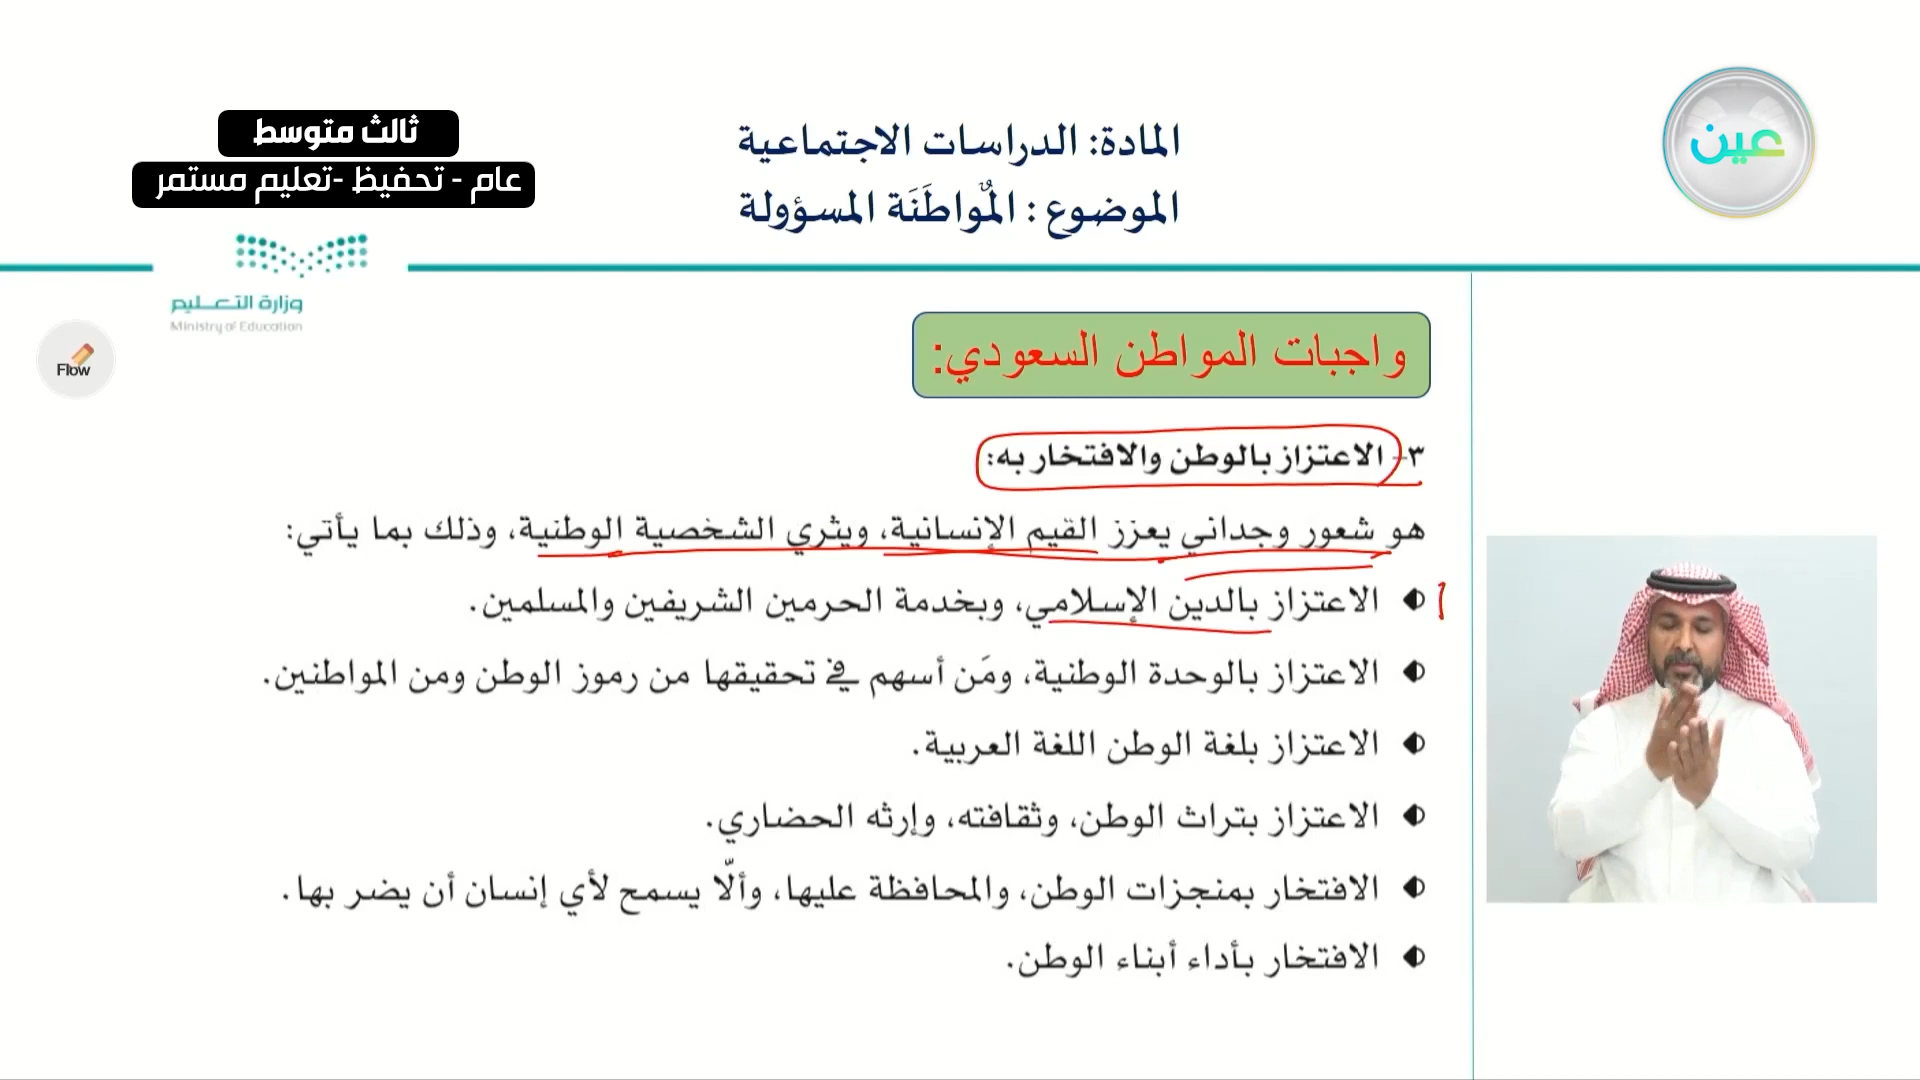 عين
المادة: الدراسات الاجتماعية
الموضوع : المُواطَنَة المسؤولة
ثالث متوسط
عام - تحفيظ -تعليم مستمر
وزارة التعليم
Ministry of Education
Flow
واجبات المواطن السعودي:
٣- الاعتزاز بالوطن والافتخار به:
هو شعور وجداني يعزز القيم الإنسانية، ويثري الشخصية الوطنية، وذلك بما يأتي:
الاعتزاز بالدين الإسلامي، وبخدمة الحرمين الشريفين والمسلمين.
الاعتزاز بالوحدة الوطنية، ومَن أسهم في تحقيقها من رموز الوطن ومن المواطنين.
الاعتزاز بلغة الوطن اللغة العربية.
الاعتزاز بتراث الوطن، وثقافته، وإرثه الحضاري.
الافتخار بمنجزات الوطن، والمحافظة عليها، وألّا يسمح لأي إنسان أن يضر بها.
الافتخار بأداء أبناء الوطن.